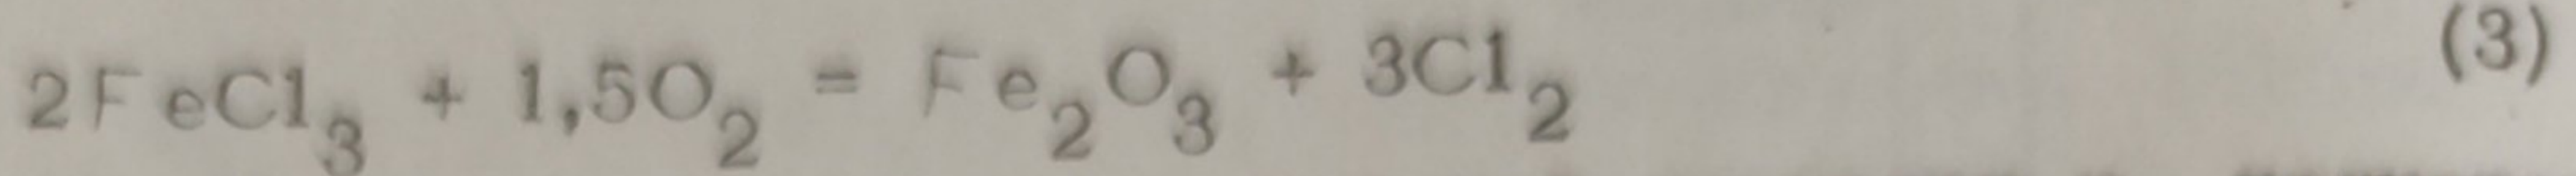 2FeCl₃ + 1,5O₂ = Fe₂O₃ + 3Cl₂ (3)